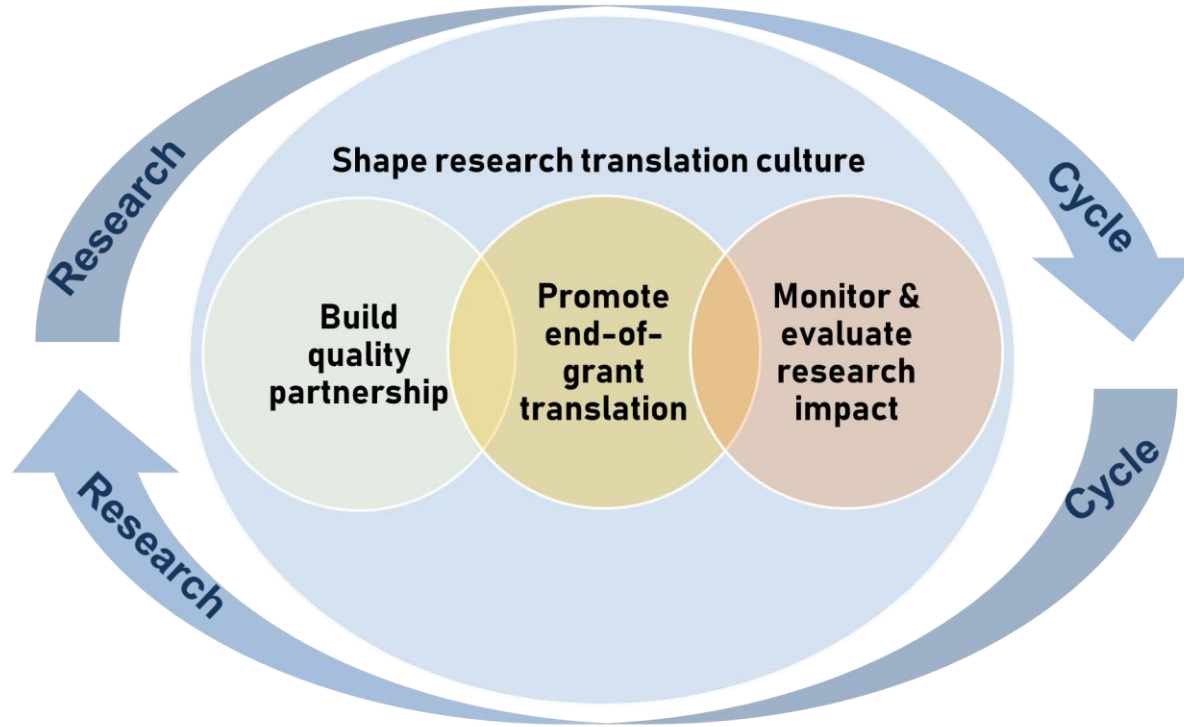 Research
Cycle
Shape research translation culture
Build
quality
partnership
Promote
end-of-
grant
translation
Monitor &
evaluate
research
impact
Research
Cycle